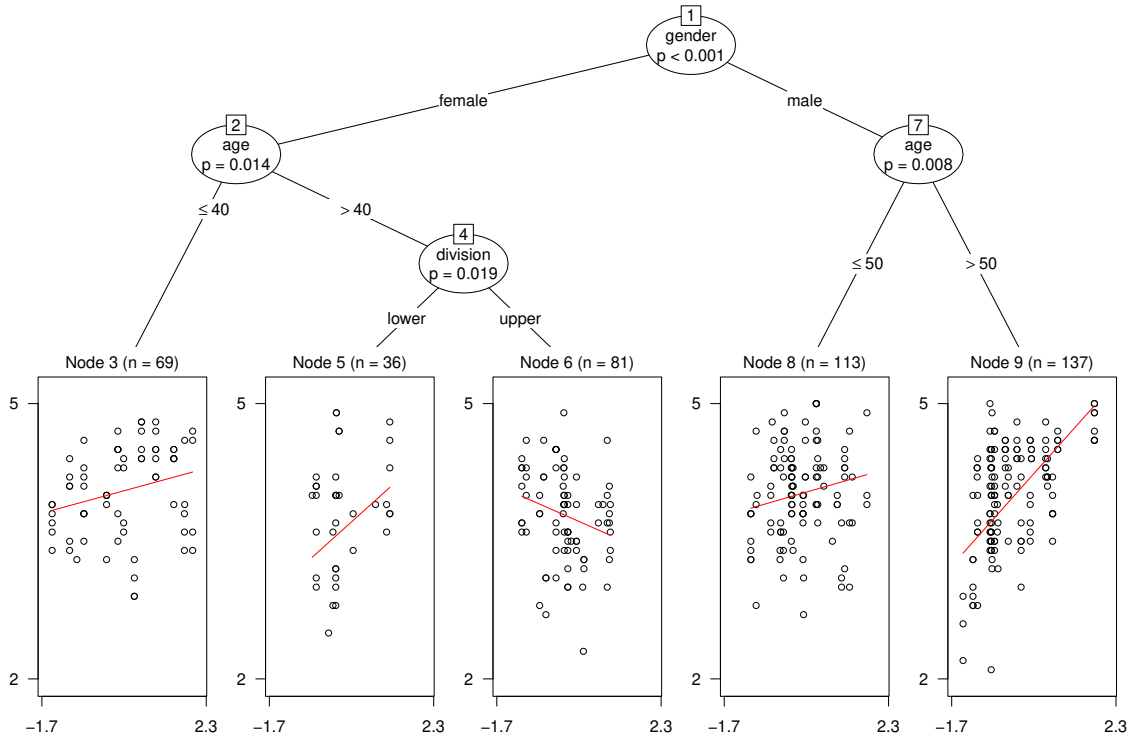 1
gender
p < 0.001
female
male
2
age
p = 0.014
7
age
p = 0.008
≤ 40
> 40
4
division
p = 0.019
≤ 50
> 50
lower
upper
Node 3 (n = 69)
Node 5 (n = 36)
Node 6 (n = 81)
Node 8 (n = 113)
Node 9 (n = 137)
5
5
5
5
5
2
2
2
2
2
−1.7
2.3
−1.7
2.3
−1.7
2.3
−1.7
2.3
−1.7
2.3